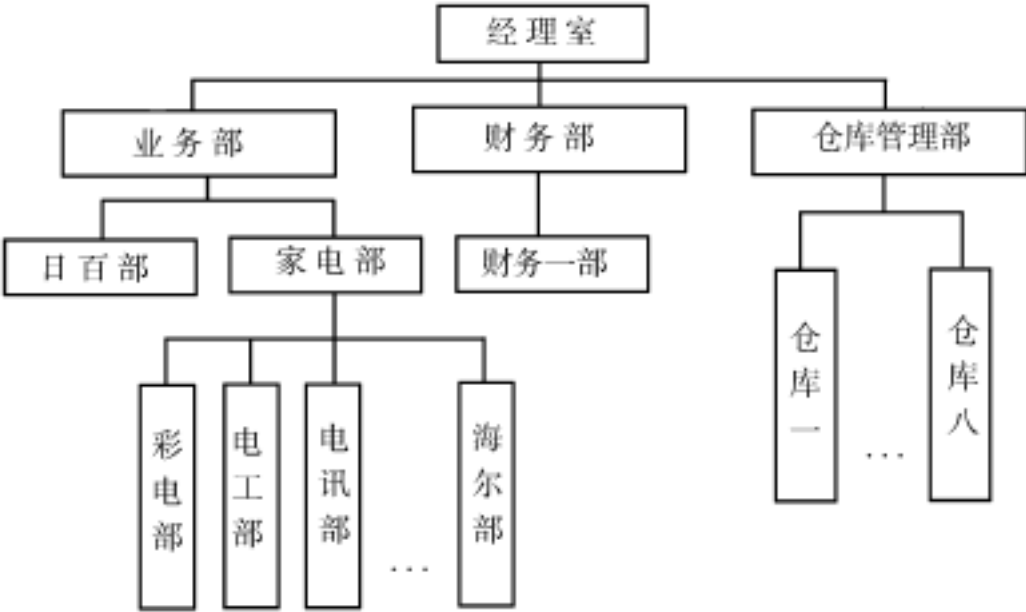 经理室
业务部
财务部
仓库管理部
日百部
家电部
财务一部
彩电部
电工部
电讯部
...
海尔部
仓库一
...
仓库八